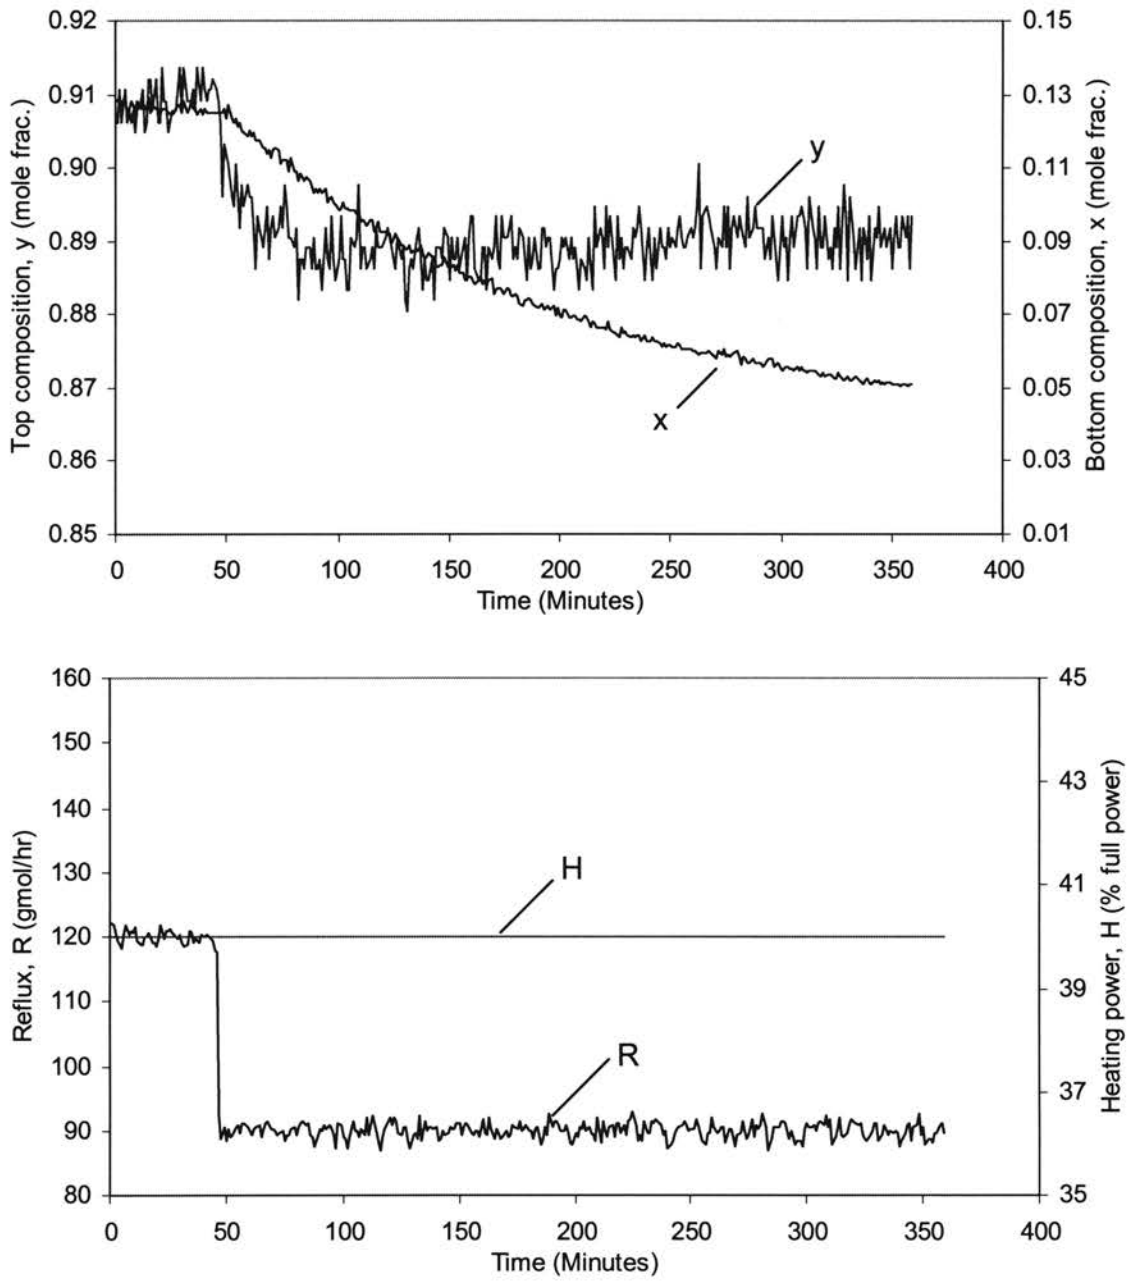 0.92
0.91
0.90
0.89
0.88
0.87
0.86
0.85
Top composition, y (mole frac.)
0.15
0.13
0.11
0.09
0.07
0.05
0.03
0.01
Bottom composition, x (mole frac.)
y
x
0 50 100 150 200 250 300 350 400
Time (Minutes)
160
150
140
130
120
110
100
90
80
Reflux, R (gmol/hr)
45
43
41
39
37
35
Heating power, H (% full power)
H
R
0 50 100 150 200 250 300 350 400
Time (Minutes)